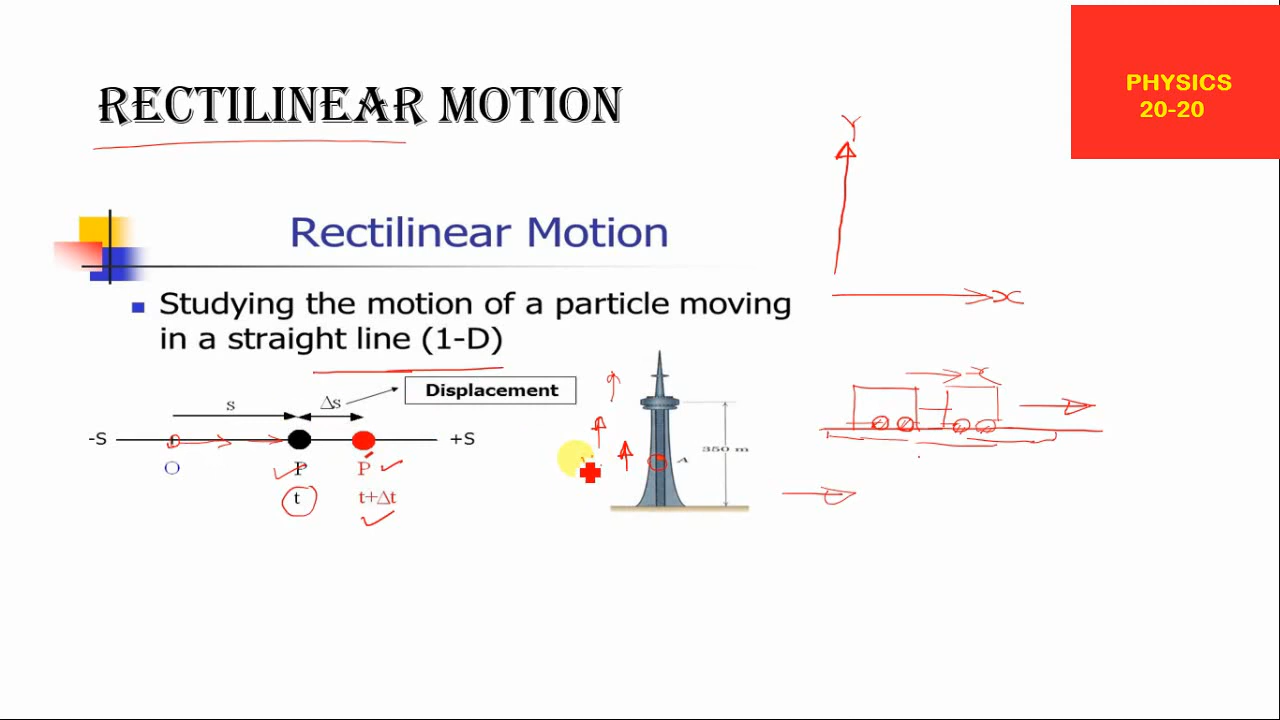 RECTILINEAR MOTION
PHYSICS
20-20
Y
x
Rectilinear Motion
Studying the motion of a particle moving
in a straight line (1-D)
Displacement
s
Δs
-S
+S
O
P
P'
t
t+Δt
A
350 m
x